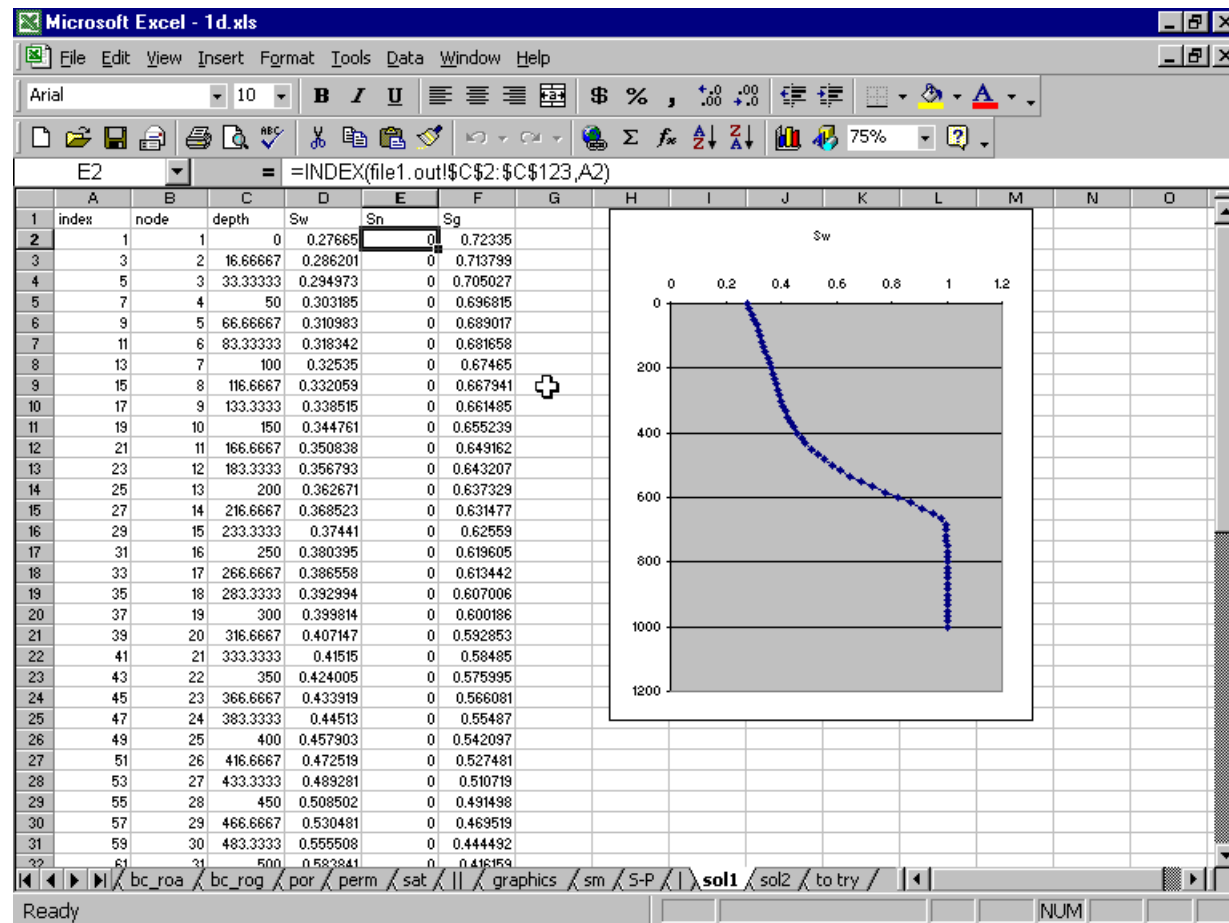 Microsoft Excel - 1d.xls
File Edit View Insert Format Tools Data Window Help
Arial 10 B I U $ % , +.0 .00 .00 +.0 A
ABC Σ fx A Z Z A 75% ?
E2 = =INDEX(file1.out!$C$2:$C$123,A2)
A B C D E F G H I J K L M N O
1 index node depth Sw Sn Sg
2 1 1 0 0.27665 0 0.72335
3 3 2 16.66667 0.286201 0 0.713799
4 5 3 33.33333 0.294973 0 0.705027
5 7 4 50 0.303185 0 0.696815
6 9 5 66.66667 0.310983 0 0.689017
7 11 6 83.33333 0.318342 0 0.681658
8 13 7 100 0.32535 0 0.67465
9 15 8 116.6667 0.332059 0 0.667941
10 17 9 133.3333 0.338515 0 0.661485
11 19 10 150 0.344761 0 0.655239
12 21 11 166.6667 0.350838 0 0.649162
13 23 12 183.3333 0.356793 0 0.643207
14 25 13 200 0.362671 0 0.637329
15 27 14 216.6667 0.368523 0 0.631477
16 29 15 233.3333 0.37441 0 0.62559
17 31 16 250 0.380395 0 0.619605
18 33 17 266.6667 0.386558 0 0.613442
19 35 18 283.3333 0.392994 0 0.607006
20 37 19 300 0.399814 0 0.600186
21 39 20 316.6667 0.407147 0 0.592853
22 41 21 333.3333 0.41515 0 0.58485
23 43 22 350 0.424005 0 0.575995
24 45 23 366.6667 0.433919 0 0.566081
25 47 24 383.3333 0.44513 0 0.55487
26 49 25 400 0.457903 0 0.542097
27 51 26 416.6667 0.472519 0 0.527481
28 53 27 433.3333 0.489281 0 0.510719
29 55 28 450 0.508502 0 0.491498
30 57 29 466.6667 0.530481 0 0.469519
31 59 30 483.3333 0.555508 0 0.444492
32 61 31 500 0.583841 0 0.416159
Sw
0 0.2 0.4 0.6 0.8 1 1.2
0
200
400
600
800
1000
1200
bc_roa bc_rog por perm sat || graphics sm S-P | sol1 sol2 to try
Ready NUM